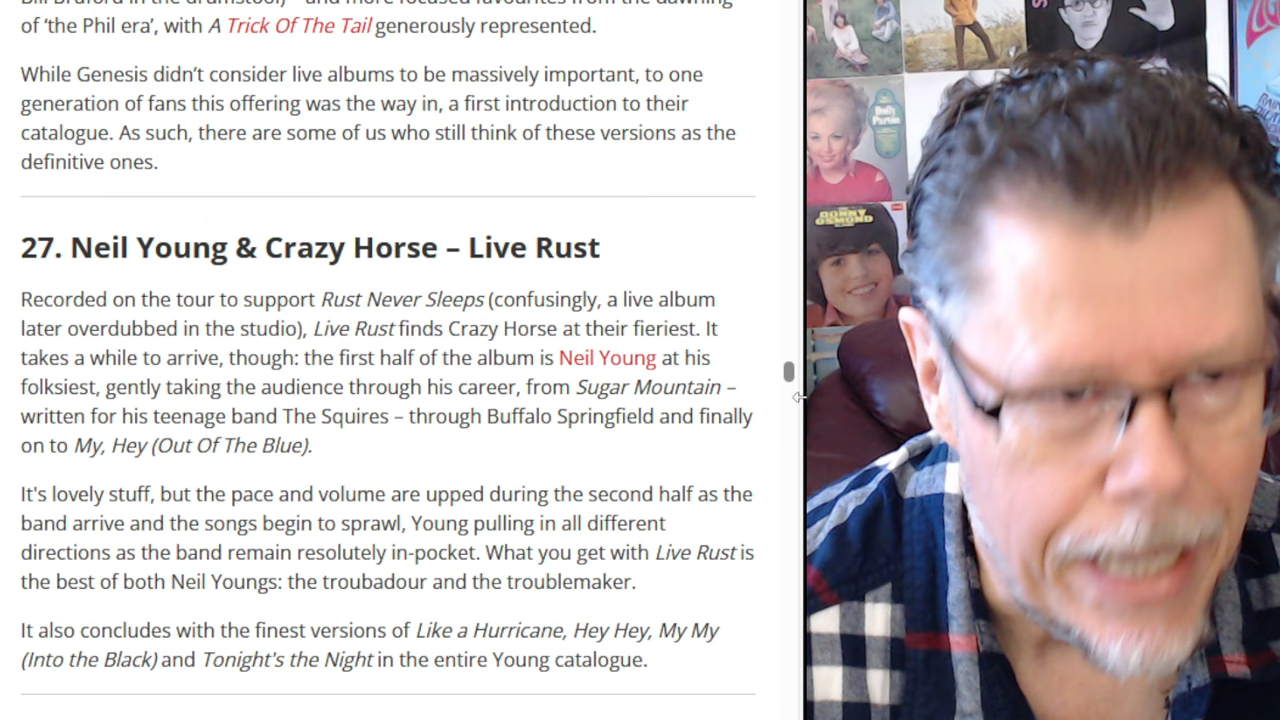 of ‘the Phil era’, with A Trick Of The Tail generously represented.
While Genesis didn’t consider live albums to be massively important, to one
generation of fans this offering was the way in, a first introduction to their
catalogue. As such, there are some of us who still think of these versions as the
definitive ones.
27. Neil Young & Crazy Horse – Live Rust
Recorded on the tour to support Rust Never Sleeps (confusingly, a live album
later overdubbed in the studio), Live Rust finds Crazy Horse at their fieriest. It
takes a while to arrive, though: the first half of the album is Neil Young at his
folksiest, gently taking the audience through his career, from Sugar Mountain –
written for his teenage band The Squires – through Buffalo Springfield and finally
on to My, Hey (Out Of The Blue).
It's lovely stuff, but the pace and volume are upped during the second half as the
band arrive and the songs begin to sprawl, Young pulling in all different
directions as the band remain resolutely in-pocket. What you get with Live Rust is
the best of both Neil Youngs: the troubadour and the troublemaker.
It also concludes with the finest versions of Like a Hurricane, Hey Hey, My My
(Into the Black) and Tonight's the Night in the entire Young catalogue.
Dolly
Parton
DONNY
OSMOND